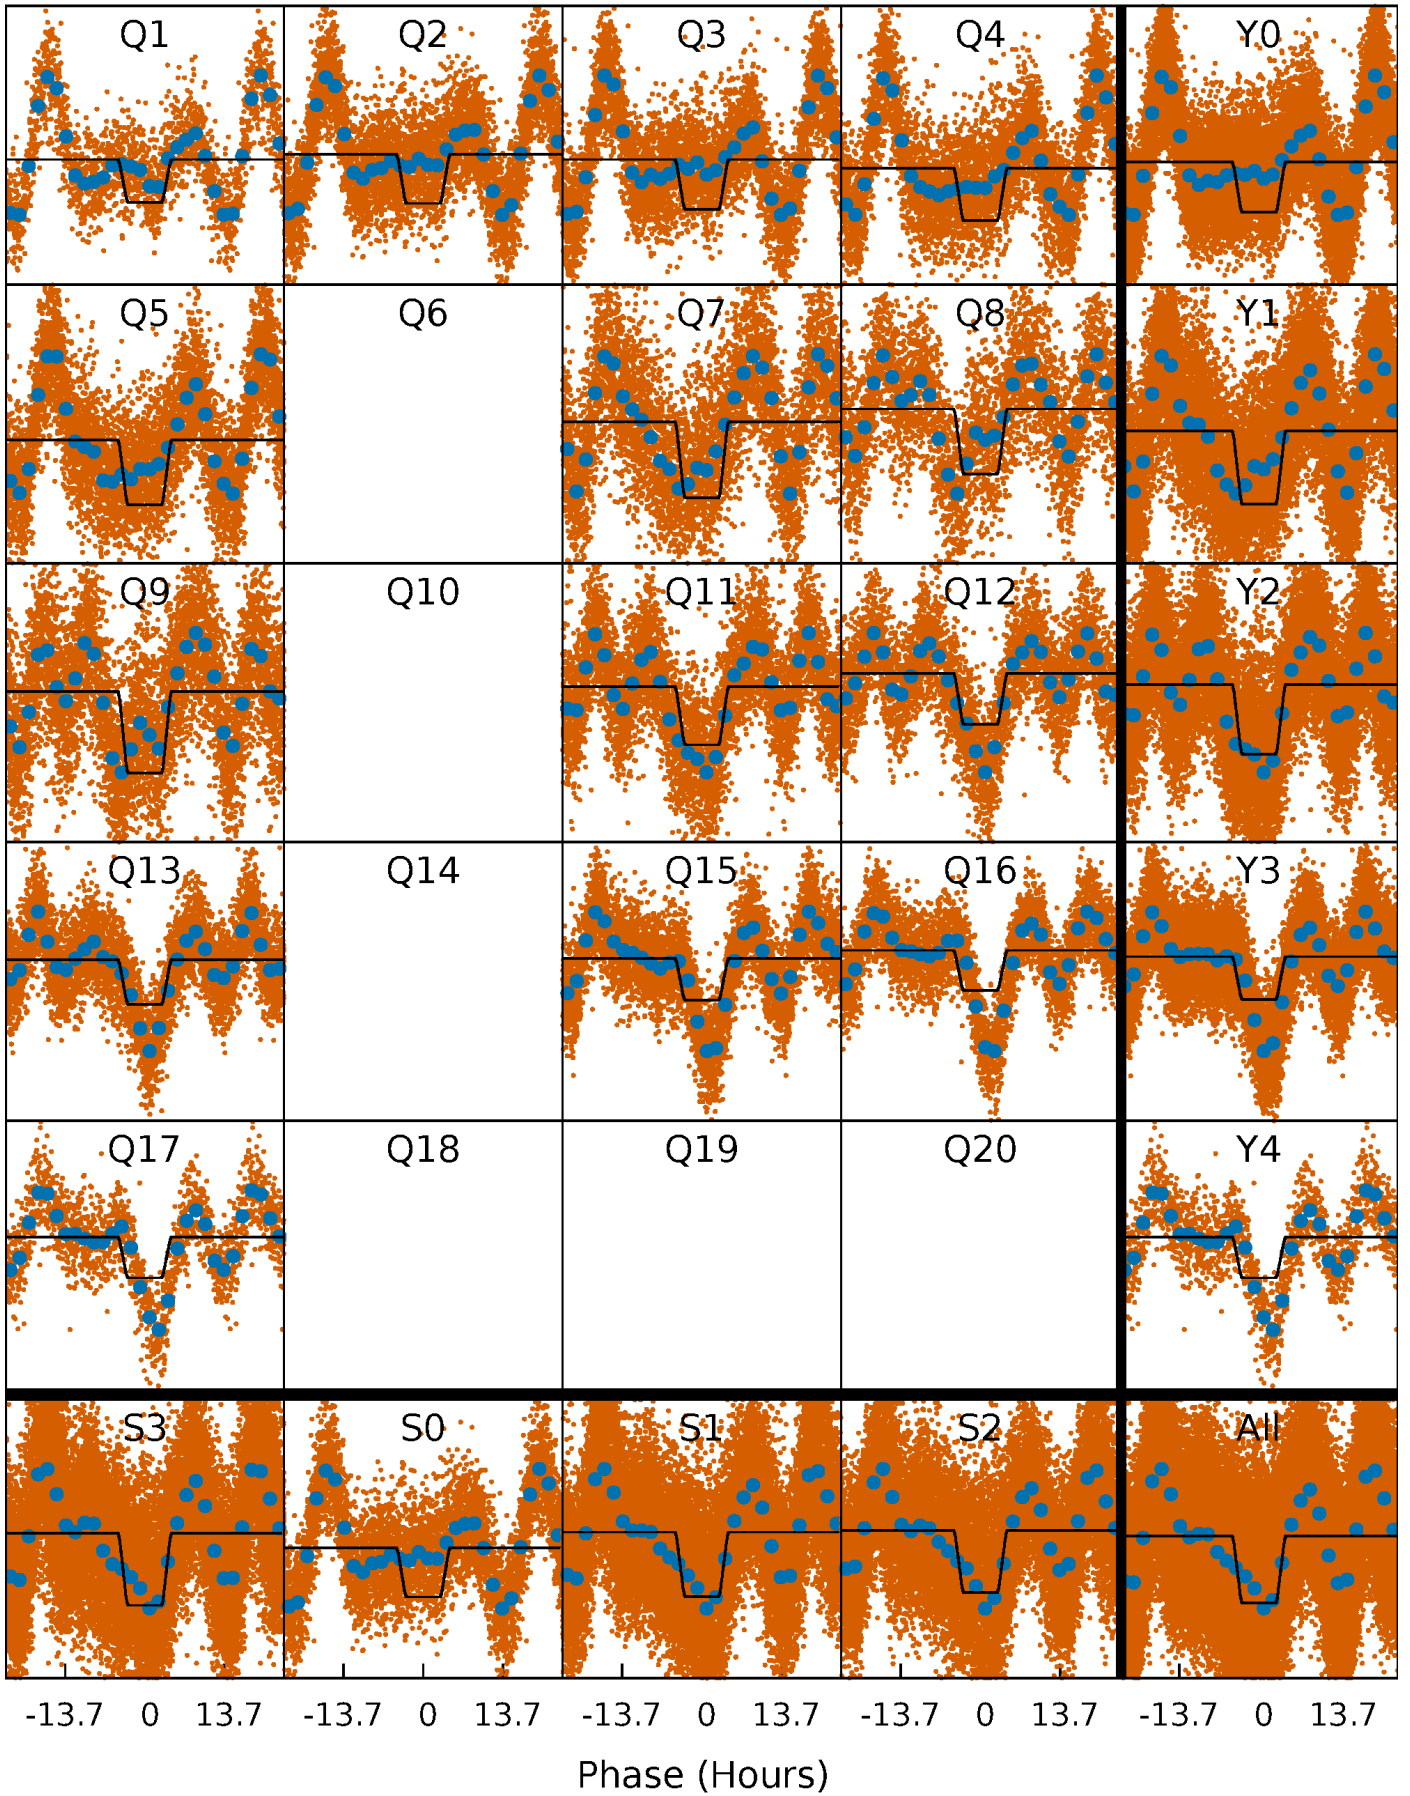 Q1 Q2 Q3 Q4 Y0
Q5 Q6 Q7 Q8 Y1
Q9 Q10 Q11 Q12 Y2
Q13 Q14 Q15 Q16 Y3
Q17 Q18 Q19 Q20 Y4
S3 S0 S1 S2 All
-13.7 0 13.7 -13.7 0 13.7 -13.7 0 13.7 -13.7 0 13.7 -13.7 0 13.7
Phase (Hours)